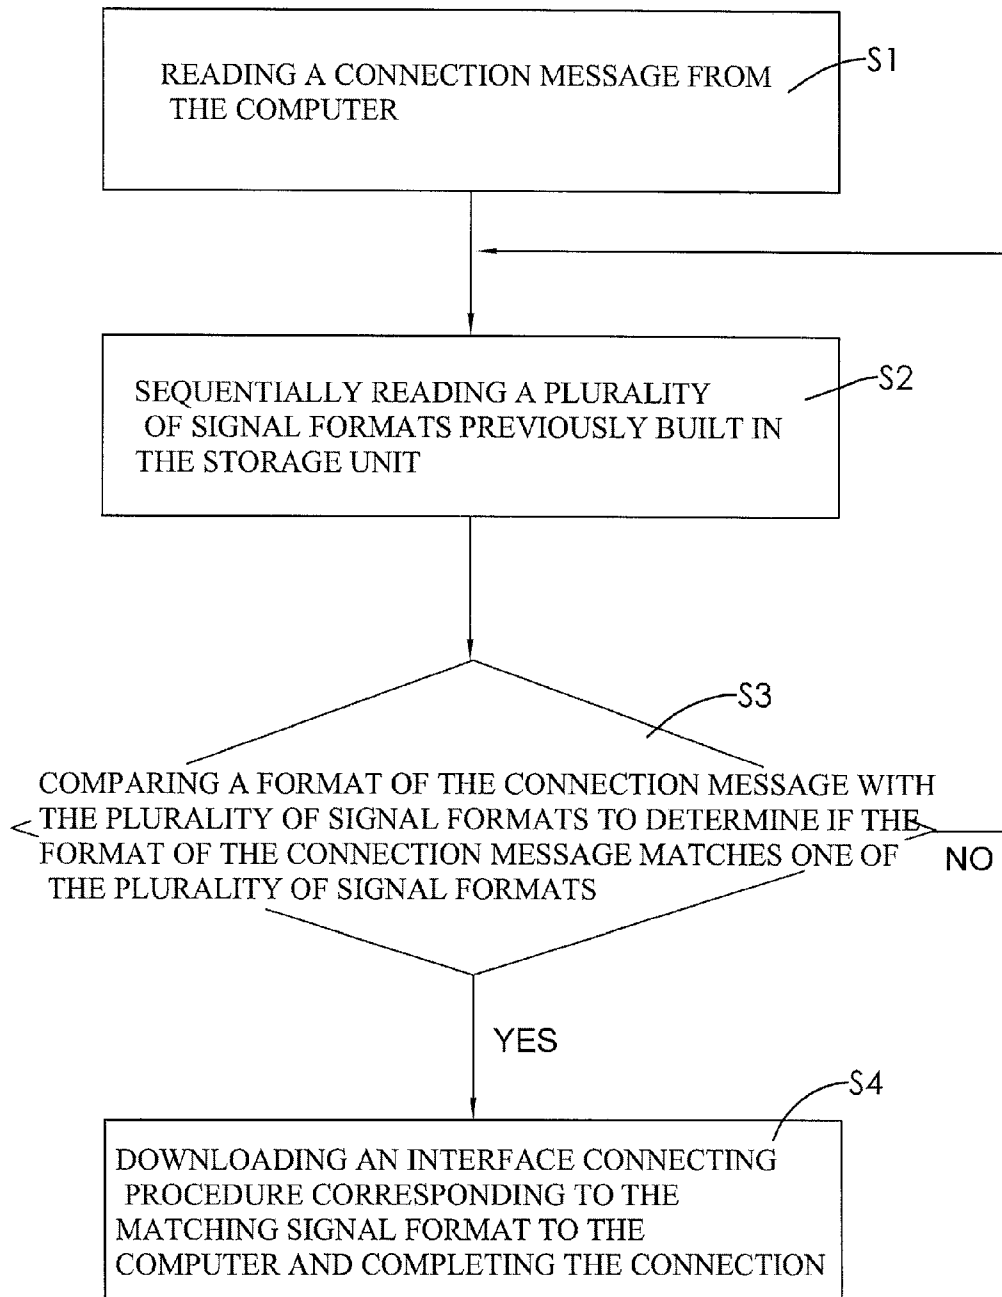 READING A CONNECTION MESSAGE FROM
THE COMPUTER
S1
SEQUENTIALLY READING A PLURALITY
OF SIGNAL FORMATS PREVIOUSLY BUILT IN
THE STORAGE UNIT
S2
S3
COMPARING A FORMAT OF THE CONNECTION MESSAGE WITH
THE PLURALITY OF SIGNAL FORMATS TO DETERMINE IF THE
FORMAT OF THE CONNECTION MESSAGE MATCHES ONE OF
THE PLURALITY OF SIGNAL FORMATS
NO
YES
S4
DOWNLOADING AN INTERFACE CONNECTING
PROCEDURE CORRESPONDING TO THE
MATCHING SIGNAL FORMAT TO THE
COMPUTER AND COMPLETING THE CONNECTION